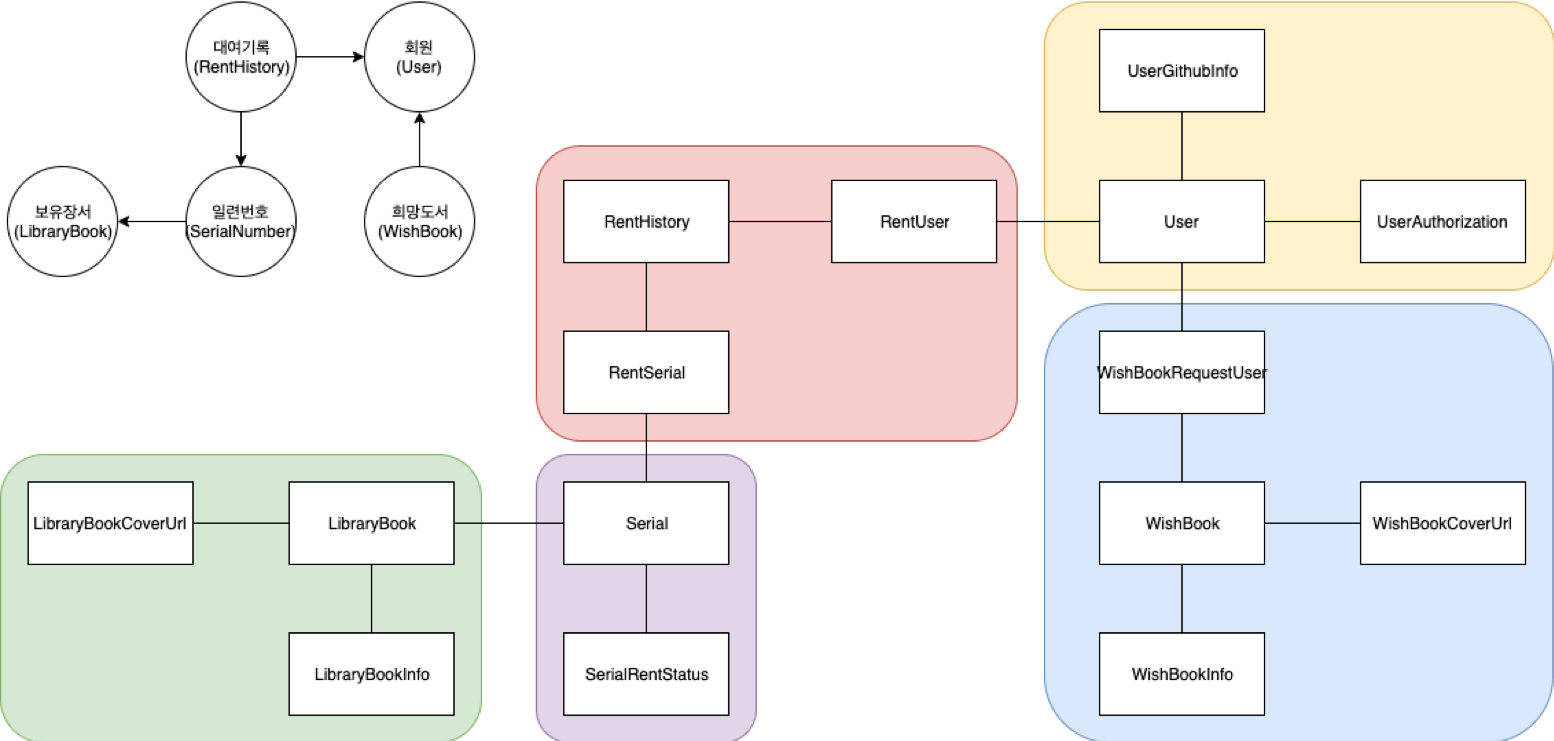 대여기록
(RentHistory)
회원
(User)
보유장서
(LibraryBook)
일련번호
(SerialNumber)
희망도서
(WishBook)
UserGithubInfo
RentHistory
RentUser
User
UserAuthorization
RentSerial
WishBookRequestUser
LibraryBookCoverUrl
LibraryBook
Serial
WishBook
WishBookCoverUrl
LibraryBookInfo
SerialRentStatus
WishBookInfo